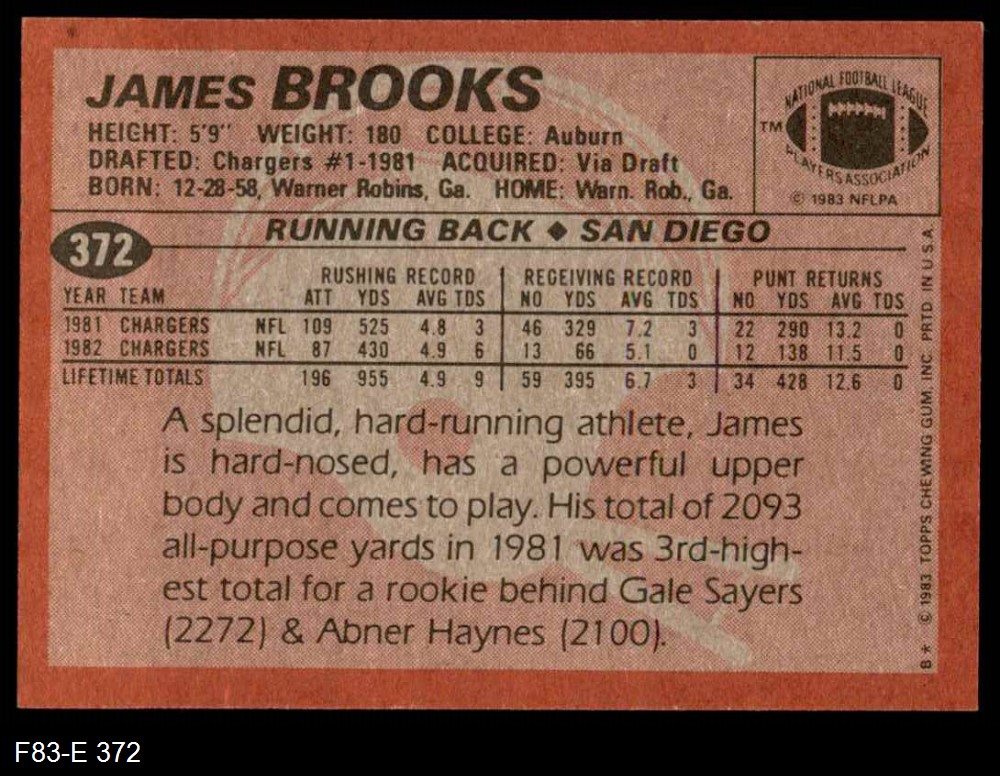 JAMES BROOKS
HEIGHT: 5'9" WEIGHT: 180 COLLEGE: Auburn
DRAFTED: Chargers #1-1981 ACQUIRED: Via Draft
BORN: 12-28-58, Warner Robins, Ga. HOME: Warn. Rob., Ga.
NATIONAL FOOTBALL LEAGUE
TM
PLAYERS ASSOCIATION
© 1983 NFLPA
372
RUNNING BACK ◆ SAN DIEGO
RUSHING RECORD RECEIVING RECORD PUNT RETURNS
YEAR TEAM ATT YDS AVG TDS NO YDS AVG TDS NO YDS AVG TDS
1981 CHARGERS NFL 109 525 4.8 3 46 329 7.2 3 22 290 13.2 0
1982 CHARGERS NFL 87 430 4.9 6 13 66 5.1 0 12 138 11.5 0
LIFETIME TOTALS 196 955 4.9 9 59 395 6.7 3 34 428 12.6 0
A splendid, hard-running athlete, James
is hard-nosed, has a powerful upper
body and comes to play. His total of 2093
all-purpose yards in 1981 was 3rd-high-
est total for a rookie behind Gale Sayers
(2272) & Abner Haynes (2100).
B* © 1983 TOPPS CHEWING GUM, INC. PRTD. IN U.S.A.
F83-E 372